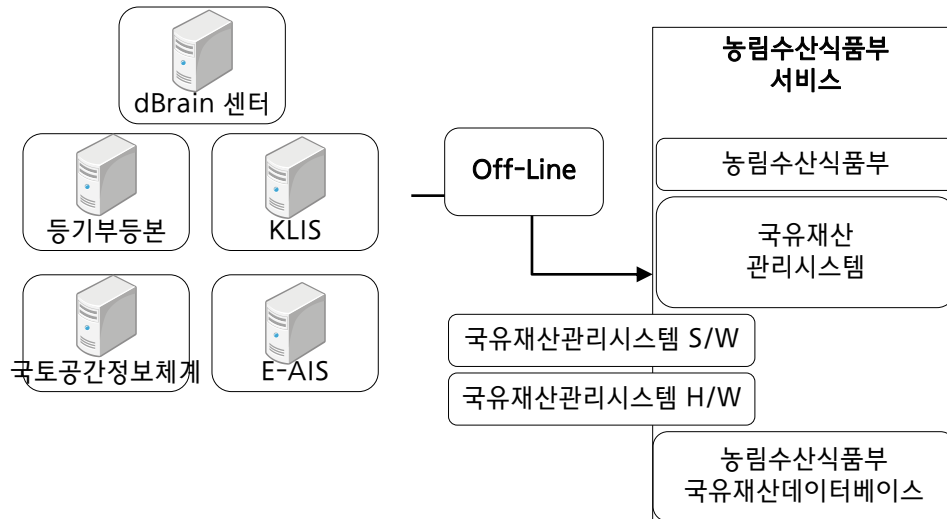 dBrain 센터
등기부등본
KLIS
국토공간정보체계
E-AIS
Off-Line
농림수산식품부
서비스
농림수산식품부
국유재산
관리시스템
국유재산관리시스템 S/W
국유재산관리시스템 H/W
농림수산식품부
국유재산데이터베이스